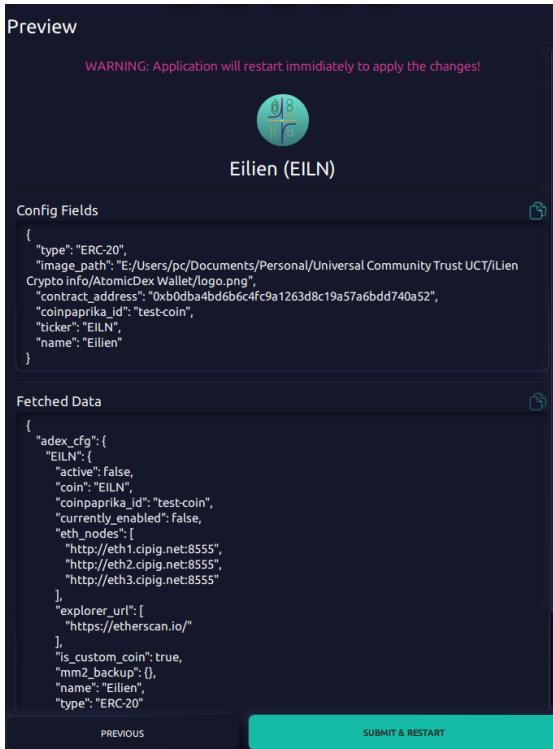 Preview
WARNING: Application will restart immidiately to apply the changes!
Eilien (EILN)
Config Fields
{
"type": "ERC-20",
"image_path": "E:/Users/pc/Documents/Personal/Universal Community Trust UCT/iLien
Crypto info/AtomicDex Wallet/logo.png",
"contract_address": "0xb0dba4bd6b6c4fc9a1263d8c19a57a6bdd740a52",
"coinpaprika_id": "test-coin",
"ticker": "EILN",
"name": "Eilien"
}
Fetched Data
{
"adex_cfg": {
"EILN": {
"active": false,
"coin": "EILN",
"coinpaprika_id": "test-coin",
"currently_enabled": false,
"eth_nodes": [
"http://eth1.cipig.net:8555",
"http://eth2.cipig.net:8555",
"http://eth3.cipig.net:8555"
],
"explorer_url": [
"https://etherscan.io/"
],
"is_custom_coin": true,
"mm2_backup": {},
"name": "Eilien",
"type": "ERC-20"
PREVIOUS
SUBMIT & RESTART